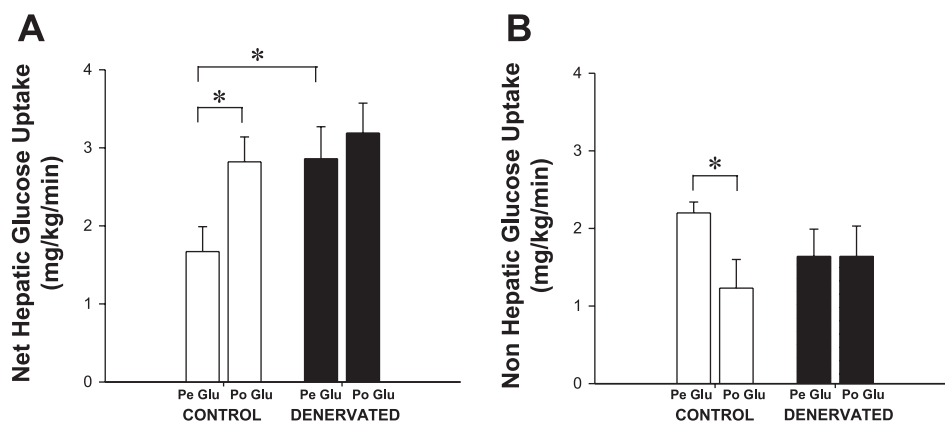 A
Net Hepatic Glucose Uptake
(mg/kg/min)
4
3
2
1
0
*
*
Pe Glu Po Glu Pe Glu Po Glu
CONTROL DENERVATED
B
Non Hepatic Glucose Uptake
(mg/kg/min)
4
3
2
1
0
*
Pe Glu Po Glu Pe Glu Po Glu
CONTROL DENERVATED